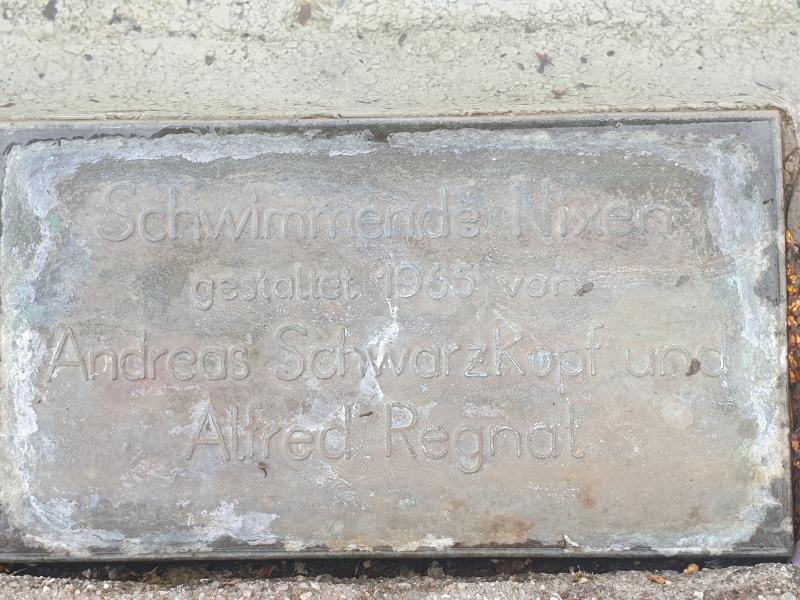 Schwimmende Nixen
gestaltet 1965 von
Andreas Schwarzkopf und
Alfred Regnat